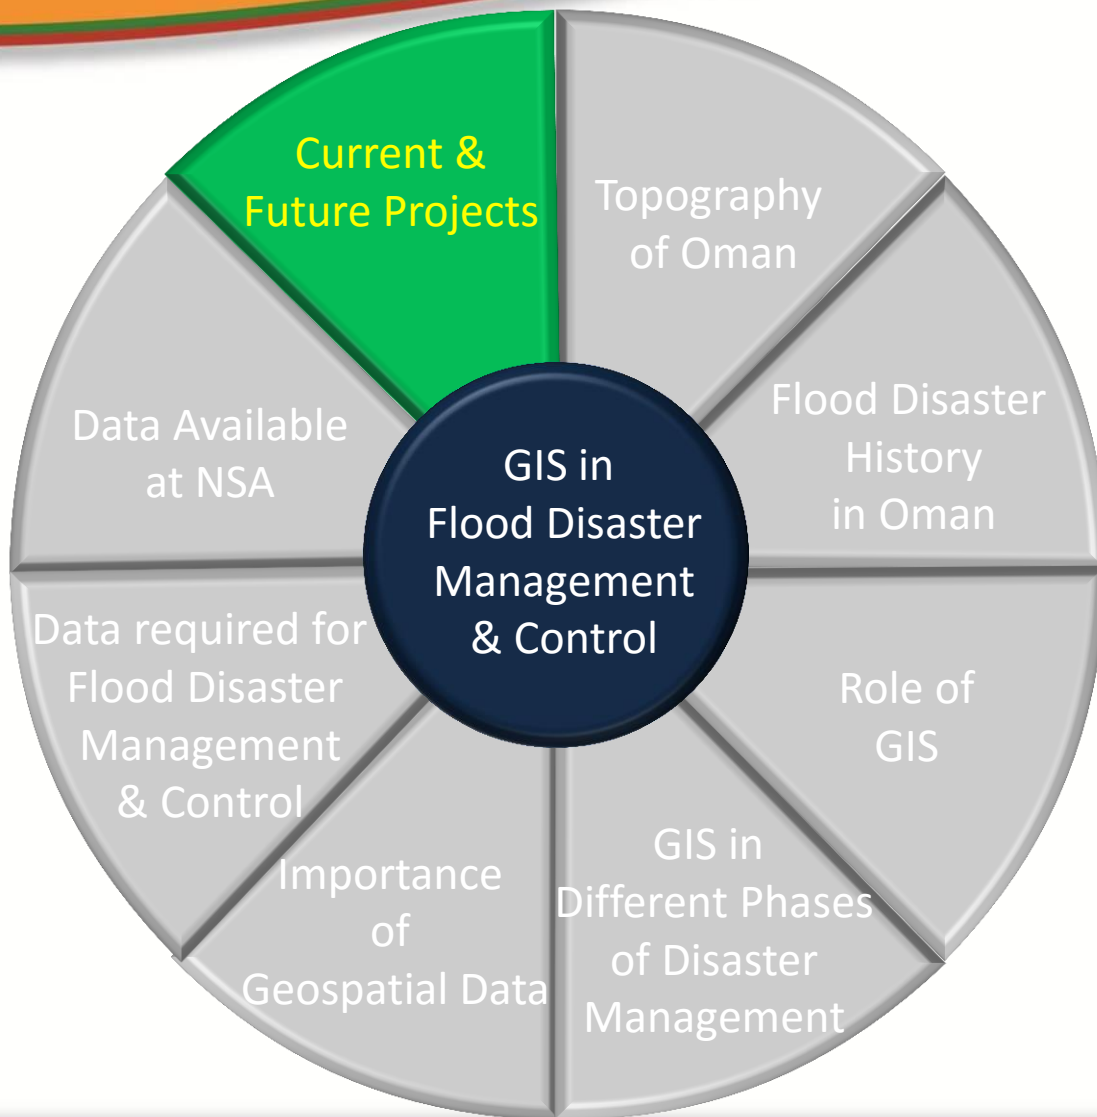 Current &
Future Projects
Topography
of Oman
Flood Disaster
History
in Oman
Role of
GIS
GIS in
Different Phases
of Disaster
Management
Importance
of
Geospatial Data
Data required for
Flood Disaster
Management
& Control
Data Available
at NSA
GIS in
Flood Disaster
Management
& Control